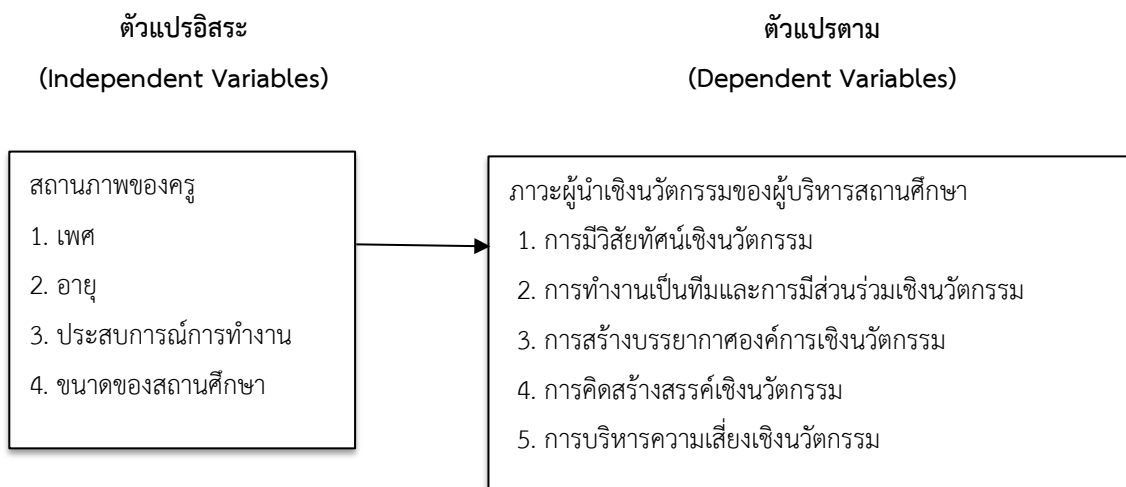 ตัวแปรอิสระ
(Independent Variables)
ตัวแปรตาม
(Dependent Variables)
สถานภาพของครู
1. เพศ
2. อายุ
3. ประสบการณ์การทำงาน
4. ขนาดของสถานศึกษา
ภาวะผู้นำเชิงนวัตกรรมของผู้บริหารสถานศึกษา
1. การมีวิสัยทัศน์เชิงนวัตกรรม
2. การทำงานเป็นทีมและการมีส่วนร่วมเชิงนวัตกรรม
3. การสร้างบรรยากาศองค์การเชิงนวัตกรรม
4. การคิดสร้างสรรค์เชิงนวัตกรรม
5. การบริหารความเสี่ยงเชิงนวัตกรรม